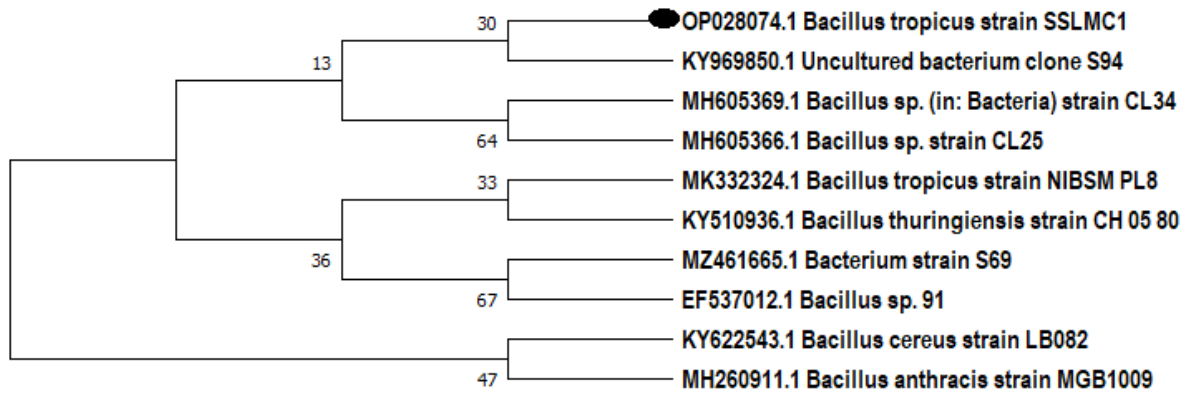 30
OP028074.1 Bacillus tropicus strain SSLMC1
13
KY969850.1 Uncultured bacterium clone S94
MH605369.1 Bacillus sp. (in: Bacteria) strain CL34
64
MH605366.1 Bacillus sp. strain CL25
33
MK332324.1 Bacillus tropicus strain NIBSM PL8
KY510936.1 Bacillus thuringiensis strain CH 05 80
36
MZ461665.1 Bacterium strain S69
67
EF537012.1 Bacillus sp. 91
KY622543.1 Bacillus cereus strain LB082
47
MH260911.1 Bacillus anthracis strain MGB1009